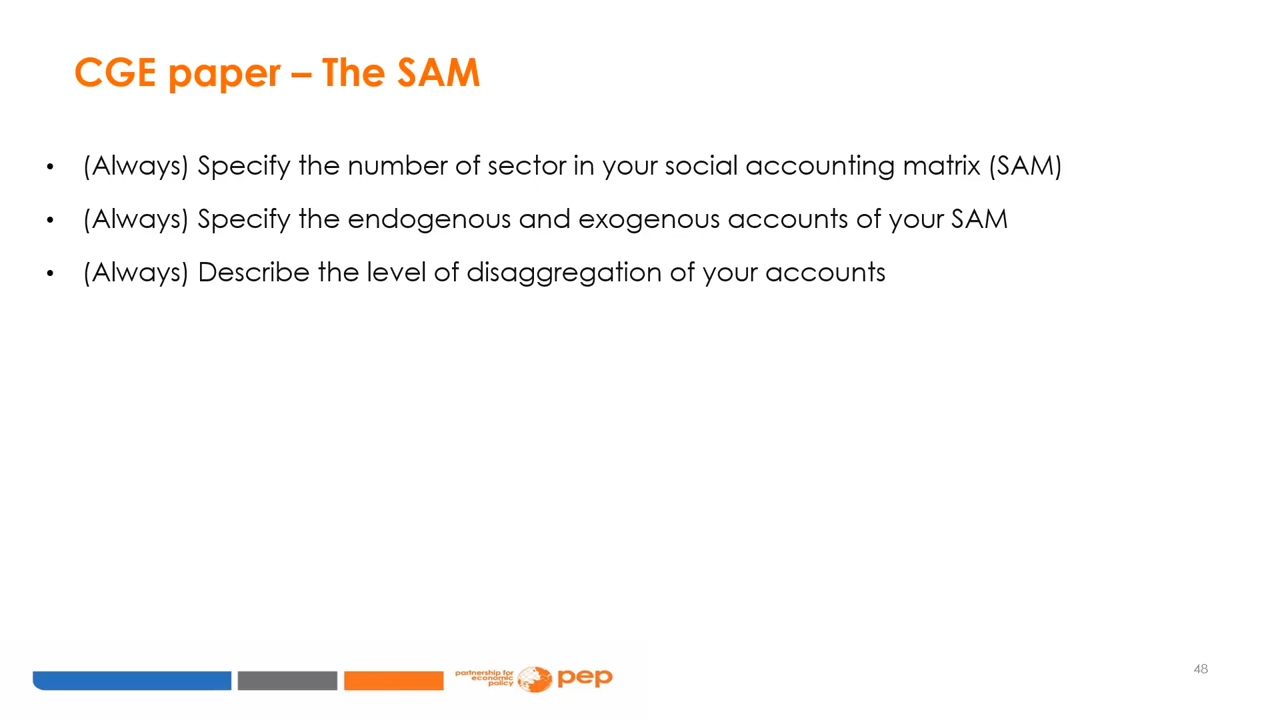 CGE paper – The SAM
• (Always) Specify the number of sector in your social accounting matrix (SAM)
• (Always) Specify the endogenous and exogenous accounts of your SAM
• (Always) Describe the level of disaggregation of your accounts
partnership for
economic
policy
pep
48